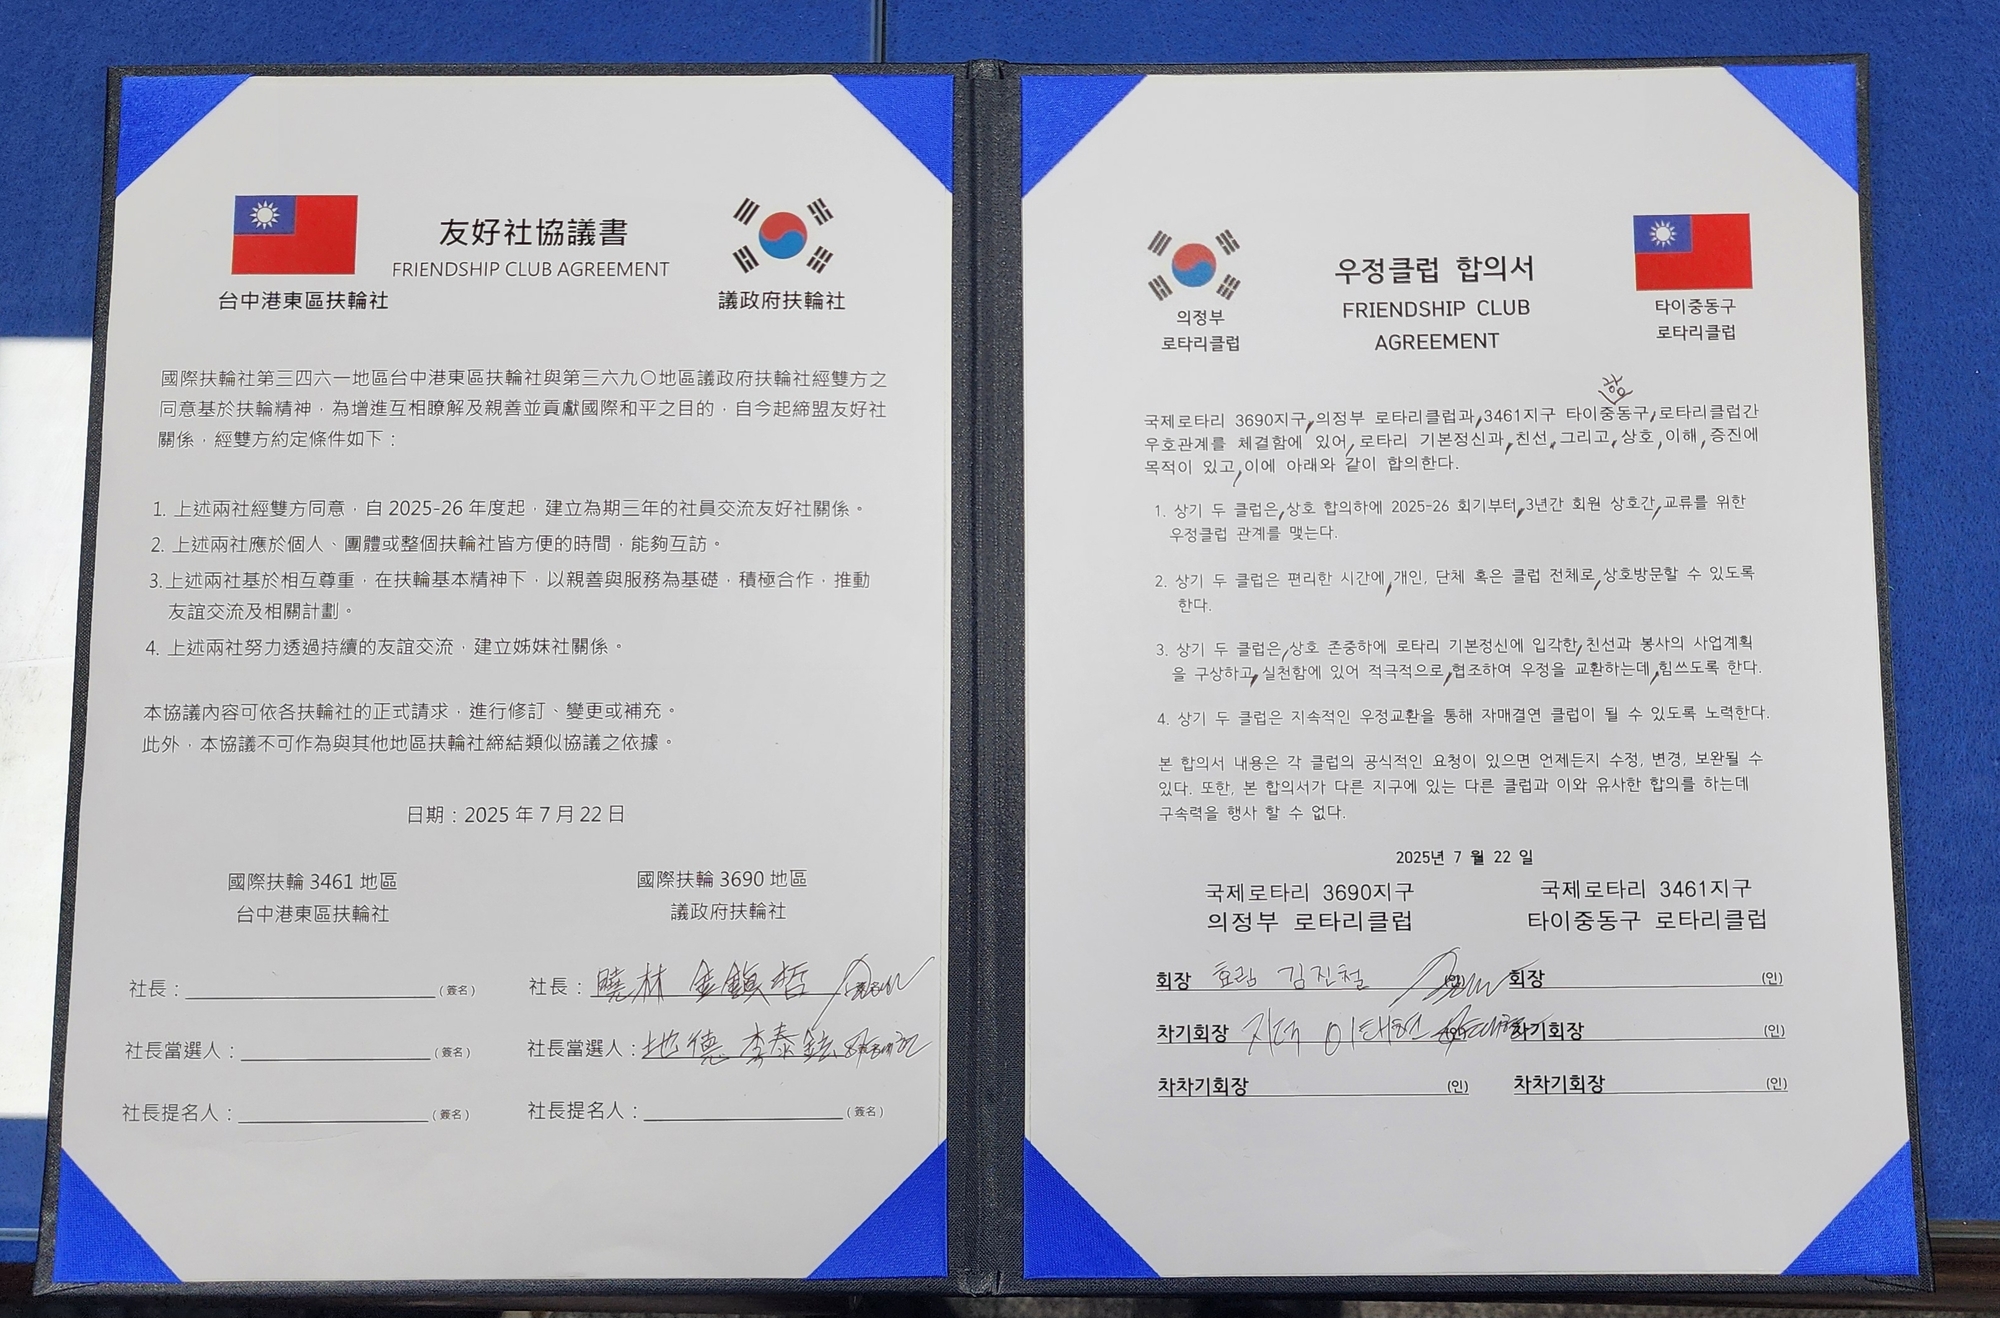 友好社協議書
FRIENDSHIP CLUB AGREEMENT
台中港東區扶輪社
議政府扶輪社
國際扶輪社第三四六一地區台中港東區扶輪社與第三六九〇地區議政府扶輪社經雙方之
同意基於扶輪精神，為增進互相瞭解及親善並貢獻國際和平之目的，自今起締盟友好社
關係，經雙方約定條件如下：
1. 上述兩社經雙方同意，自 2025-26 年度起，建立為期三年的社員交流友好社關係。
2. 上述兩社應於個人、團體或整個扶輪社皆方便的時間，能夠互訪。
3.上述兩社基於相互尊重，在扶輪基本精神下，以親善與服務為基礎，積極合作，推動
友誼交流及相關計劃。
4. 上述兩社努力透過持續的友誼交流，建立姊妹社關係。
本協議內容可依各扶輪社的正式請求，進行修訂、變更或補充。
此外，本協議不可作為與其他地區扶輪社締結類似協議之依據。
日期：2025 年 7 月 22 日
國際扶輪 3461 地區
台中港東區扶輪社
國際扶輪 3690 地區
議政府扶輪社
社長：（簽名）
社長：曉林 金鎭哲
社長當選人：（簽名）
社長當選人：地德 李泰鉉
社長提名人：（簽名）
社長提名人：（簽名）
우정클럽 합의서
FRIENDSHIP CLUB
AGREEMENT
의정부
로타리클럽
타이중동구
로타리클럽
국제로타리 3690지구,의정부 로타리클럽과,3461지구 타이중동구,로타리클럽간
우호관계를 체결함에 있어,로타리 기본정신과,친선,그리고,상호,이해,증진에
목적이 있고,이에 아래와 같이 합의한다.
1. 상기 두 클럽은,상호 합의하에 2025-26 회기부터,3년간 회원 상호간,교류를 위한
우정클럽 관계를 맺는다.
2. 상기 두 클럽은 편리한 시간에,개인, 단체 혹은 클럽 전체로,상호방문할 수 있도록
한다.
3. 상기 두 클럽은,상호 존중하에 로타리 기본정신에 입각한,친선과 봉사의 사업계획
을 구상하고,실천함에 있어 적극적으로,협조하여 우정을 교환하는데,힘쓰도록 한다.
4. 상기 두 클럽은 지속적인 우정교환을 통해 자매결연 클럽이 될 수 있도록 노력한다.
본 합의서 내용은 각 클럽의 공식적인 요청이 있으면 언제든지 수정, 변경, 보완될 수
있다. 또한, 본 합의서가 다른 지구에 있는 다른 클럽과 이와 유사한 합의를 하는데
구속력을 행사 할 수 없다.
2025년 7 월 22 일
국제로타리 3690지구
의정부 로타리클럽
국제로타리 3461지구
타이중동구 로타리클럽
회장 효림 김진철 (인)
회장 (인)
차기회장 지덕 이태현
차기회장 (인)
차차기회장 (인)
차차기회장 (인)